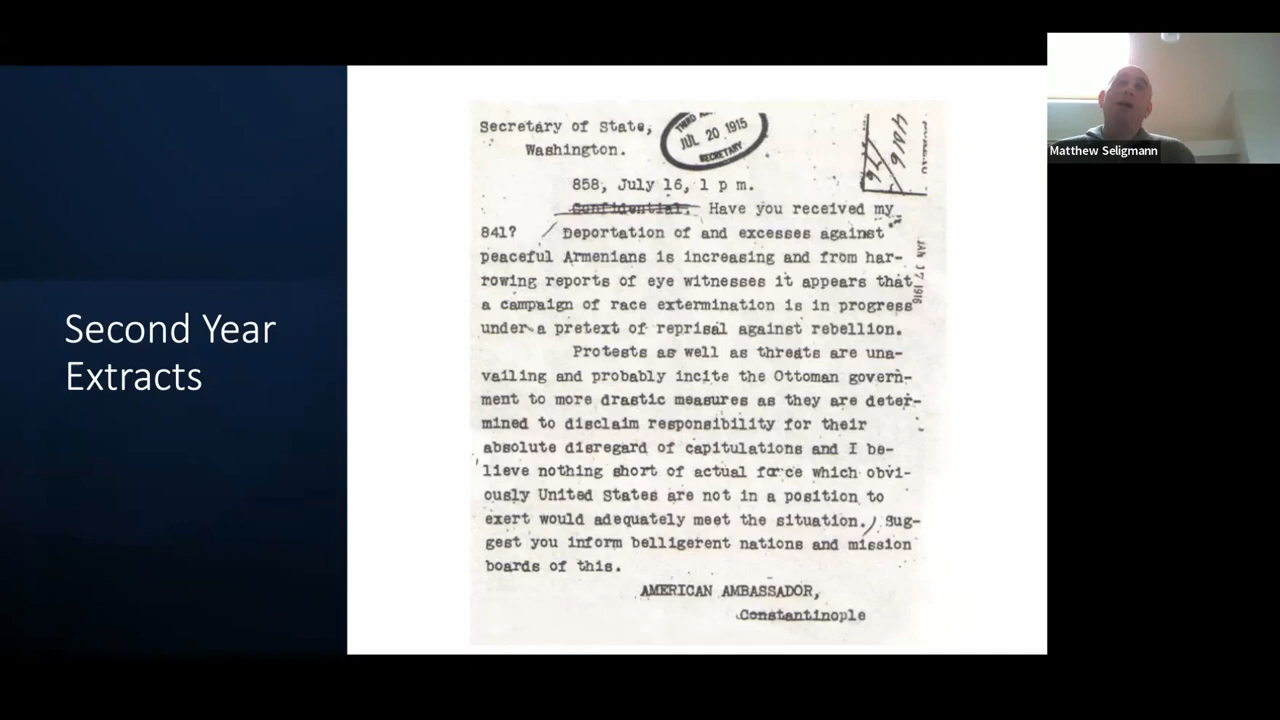 Second Year
Extracts
Secretary of State,
Washington.
JUL 20 1915
SECRETARY
858, July 16, 1 p m.
Confidential. Have you received my
841? Deportation of and excesses against
peaceful Armenians is increasing and from har-
rowing reports of eye witnesses it appears that
a campaign of race extermination is in progress
under a pretext of reprisal against rebellion.
Protests as well as threats are una-
vailing and probably incite the Ottoman govern-
ment to more drastic measures as they are deter-
mined to disclaim responsibility for their
absolute disregard of capitulations and I be-
lieve nothing short of actual force which obvi-
ously United States are not in a position to
exert would adequately meet the situation. Sug-
gest you inform belligerent nations and mission
boards of this.
AMERICAN AMBASSADOR,
Constantinople
Matthew Seligmann